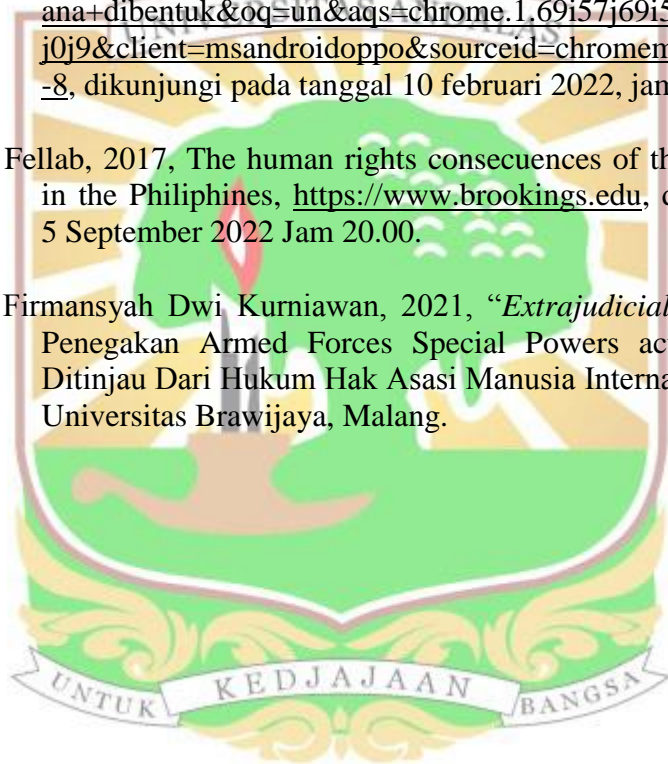 ana+dibentuk&oq=un&aqs=chrome.1.69i57j69i5
UNIVERSITAS ANDALAS
j0j9&client=msandroidoppo&sourceid=chromem
-8, dikunjungi pada tanggal 10 februari 2022, jam
Fellab, 2017, The human rights consecuences of th
in the Philiphines, https://www.brookings.edu, d
5 September 2022 Jam 20.00.
Firmansyah Dwi Kurniawan, 2021, “Extrajudicial
Penegakan Armed Forces Special Powers ac
Ditinjau Dari Hukum Hak Asasi Manusia Interna
Universitas Brawijaya, Malang.
UNTUK KEDJAJAAN BANGSA